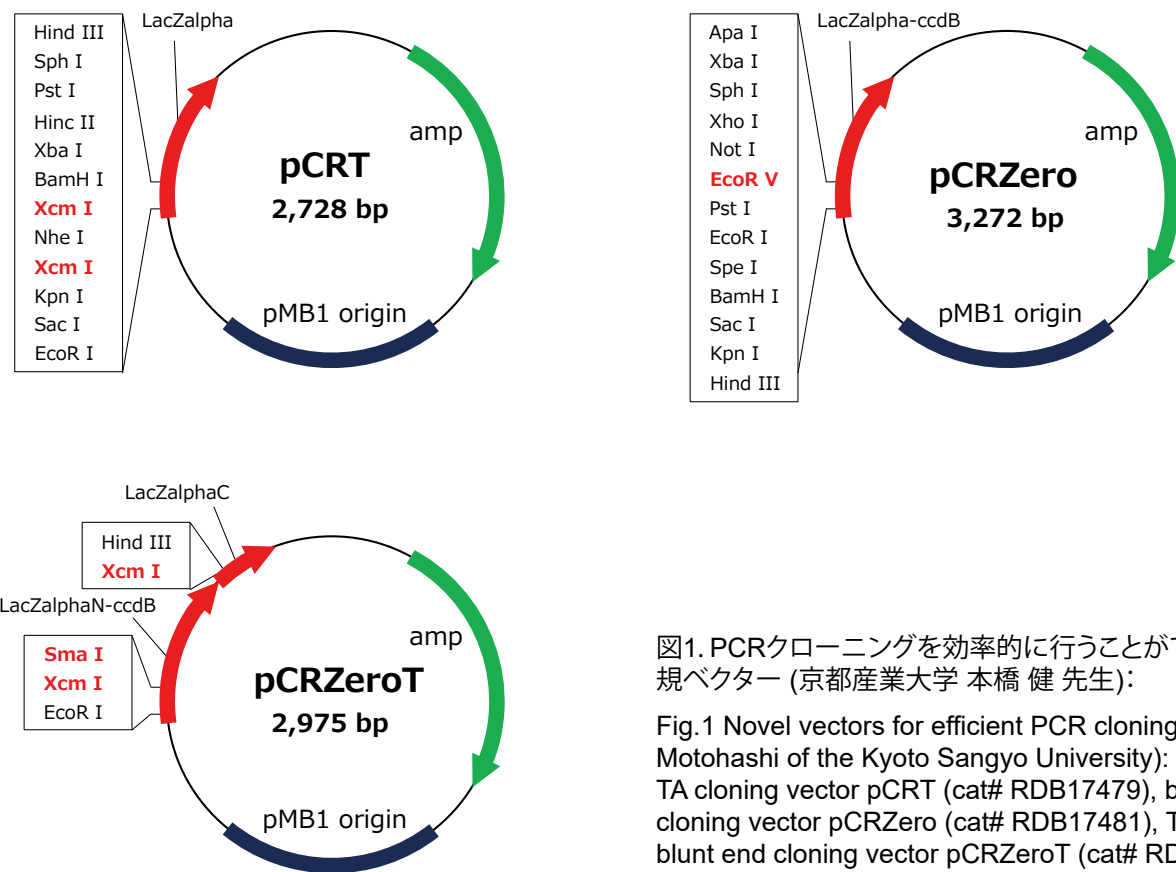 LacZalpha
Hind III
Sph I
Pst I
Hinc II
Xba I
BamH I
Xcm I
Nhe I
Xcm I
Kpn I
Sac I
EcoR I
amp
pCRT
2,728 bp
pMB1 origin
LacZalpha-ccdB
Apa I
Xba I
Sph I
Xho I
Not I
EcoR V
Pst I
EcoR I
Spe I
BamH I
Sac I
Kpn I
Hind III
amp
pCRZero
3,272 bp
pMB1 origin
LacZalphaC
Hind III
Xcm I
LacZalphaN-ccdB
Sma I
Xcm I
EcoR I
amp
pCRZeroT
2,975 bp
pMB1 origin
図1. PCRクローニングを効率的に行うことが
規ベクター (京都産業大学 本橋 健 先生):
Fig.1 Novel vectors for efficient PCR cloning
Motohashi of the Kyoto Sangyo University):
TA cloning vector pCRT (cat# RDB17479),
cloning vector pCRZero (cat# RDB17481),
blunt end cloning vector pCRZeroT (cat#